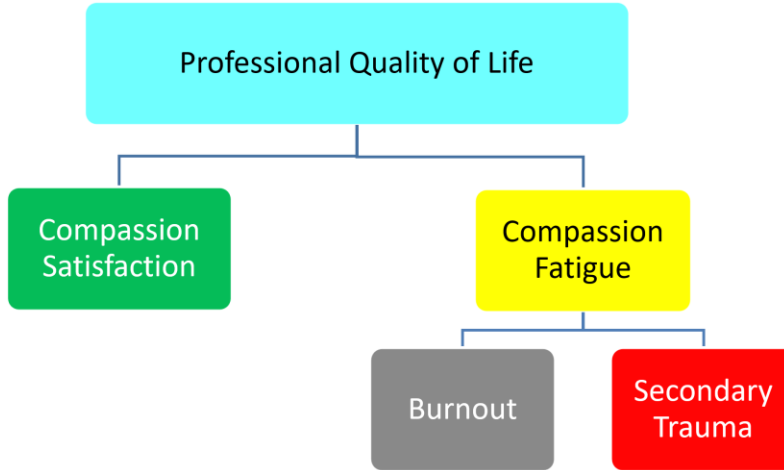 Professional Quality of Life
Compassion
Satisfaction
Compassion
Fatigue
Burnout
Secondary
Trauma